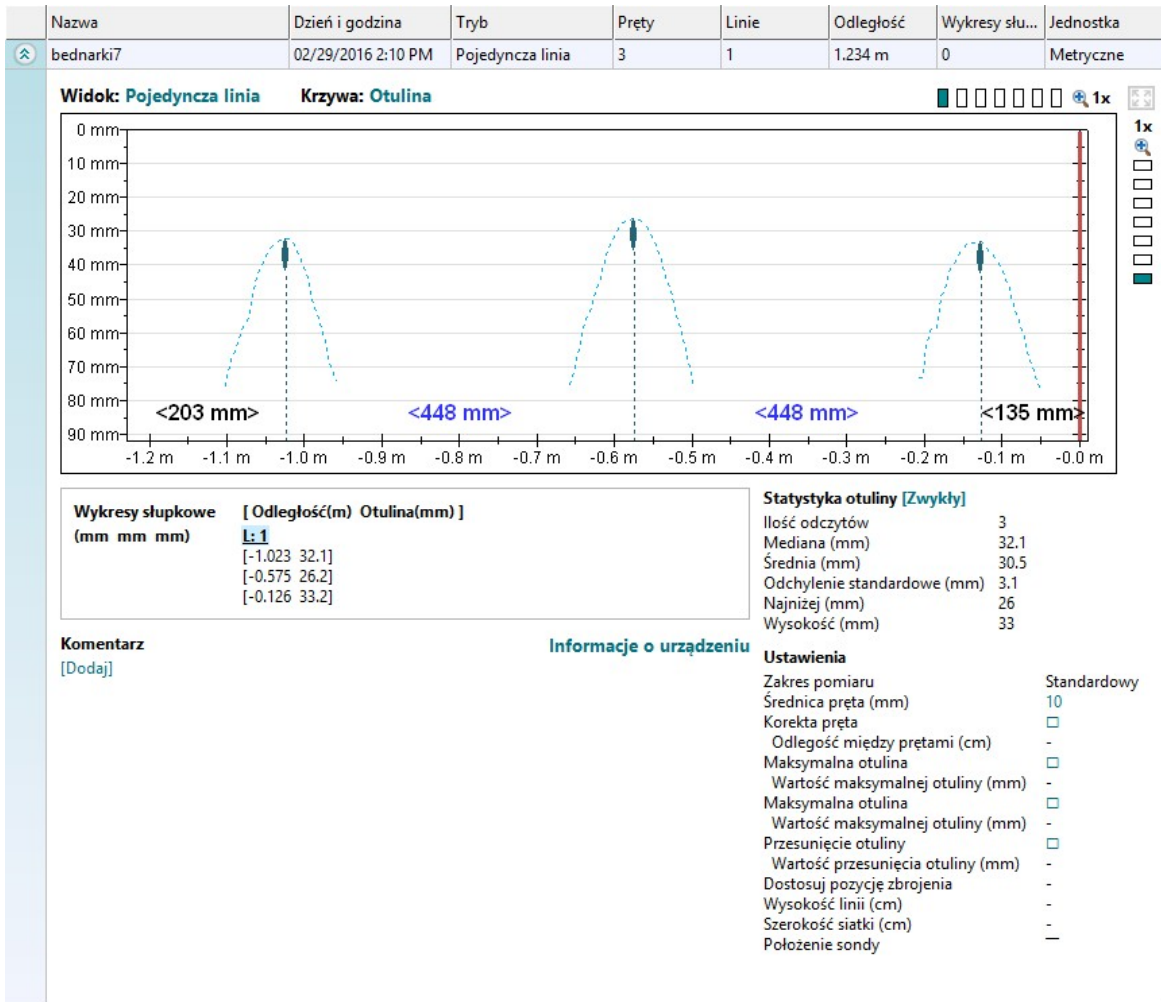 Nazwa Dzień i godzina Tryb Pręty Linie Odległość Wykresy słu... Jednostka
bednarki7 02/29/2016 2:10 PM Pojedyncza linia 3 1 1.234 m 0 Metryczne
Widok: Pojedyncza linia Krzywa: Otulina 1x
1x
0 mm
10 mm
20 mm
30 mm
40 mm
50 mm
60 mm
70 mm
80 mm
<203 mm> <448 mm> <448 mm> <135 mm>
90 mm
-1.2 m -1.1 m -1.0 m -0.9 m -0.8 m -0.7 m -0.6 m -0.5 m -0.4 m -0.3 m -0.2 m -0.1 m -0.0 m
Wykresy słupkowe [ Odległość(m) Otulina(mm) ]
(mm mm mm) L: 1
[-1.023 32.1]
[-0.575 26.2]
[-0.126 33.2]
Komentarz
[Dodaj]
Informacje o urządzeniu
Statystyka otuliny [Zwykły]
Ilość odczytów 3
Mediana (mm) 32.1
Średnia (mm) 30.5
Odchylenie standardowe (mm) 3.1
Najniżej (mm) 26
Wysokość (mm) 33
Ustawienia
Zakres pomiaru Standardowy
Średnica pręta (mm) 10
Korekta pręta
Odlegość między prętami (cm) -
Maksymalna otulina
Wartość maksymalnej otuliny (mm) -
Maksymalna otulina
Wartość maksymalnej otuliny (mm) -
Przesunięcie otuliny
Wartość przesunięcia otuliny (mm) -
Dostosuj pozycję zbrojenia -
Wysokość linii (cm) -
Szerokość siatki (cm) -
Położenie sondy —